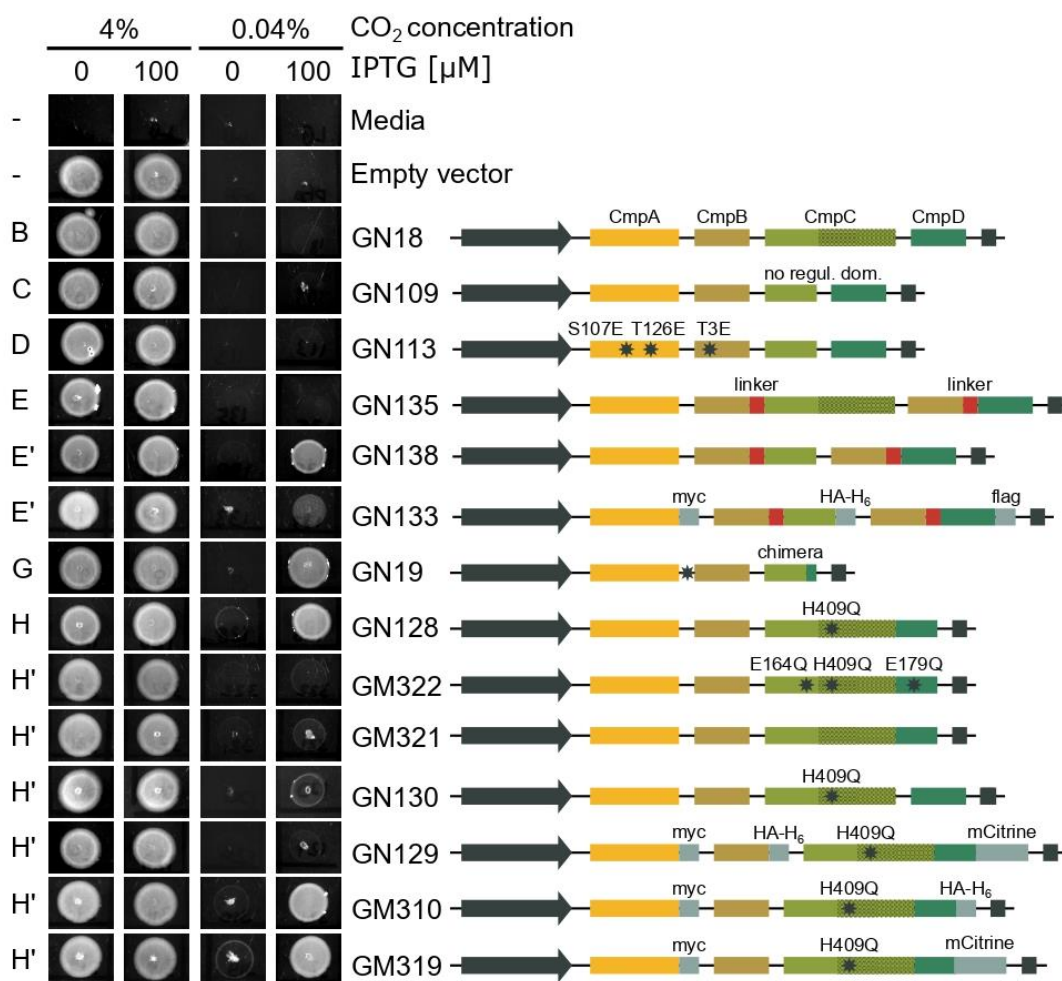 4% 0.04% CO₂ concentration
0 100 0 100 IPTG [µM]
- Media
- Empty vector
CmpA CmpB CmpC CmpD
B GN18
no regul. dom.
C GN109
S107E T126E T3E
D GN113
linker linker
E GN135
E' GN138
myc HA-H₆ flag
E' GN133
chimera
G GN19
H409Q
H GN128
E164Q H409Q E179Q
H' GM322
H' GM321
H409Q
H' GN130
myc HA-H₆ H409Q mCitrine
H' GN129
myc H409Q HA-H₆
H' GM310
myc H409Q mCitrine
H' GM319